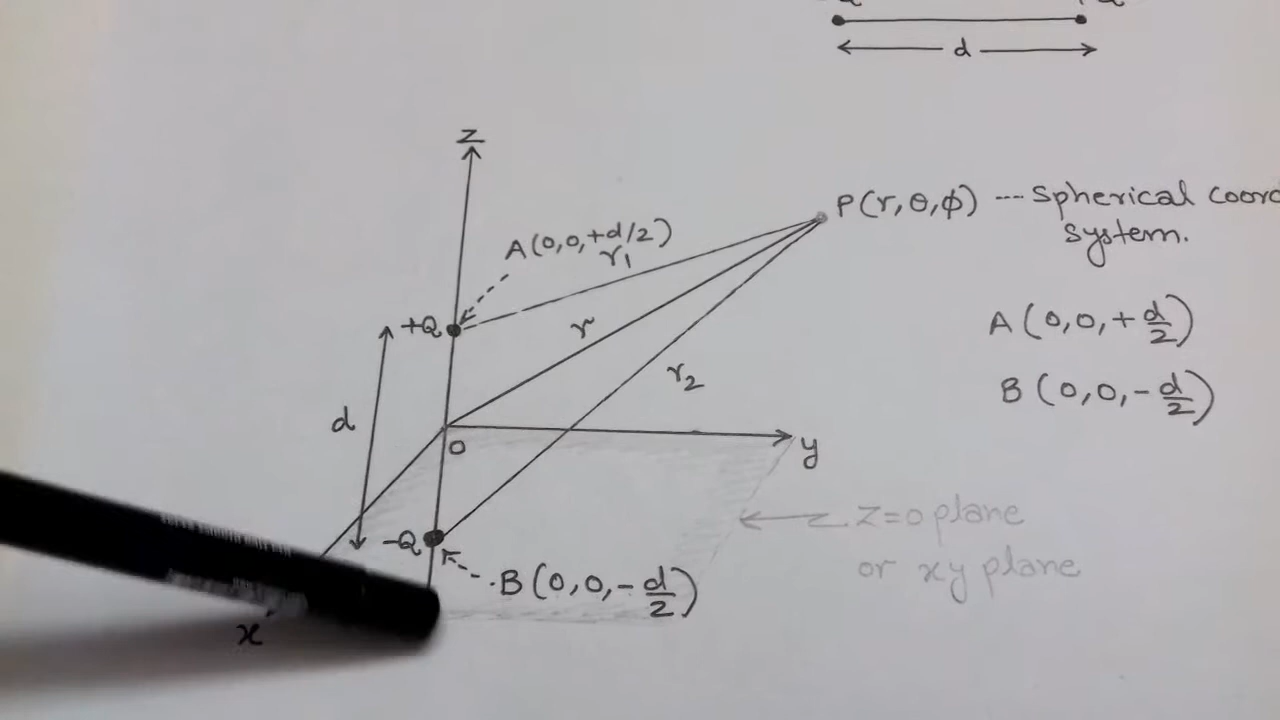 d
z
P(r,θ,ϕ) --- Spherical
system.
A(0,0,+d/2)
r1
+Q
r
r2
A(0,0,+d/2)
B(0,0,-d/2)
d
O
y
z=0 plane
or xy plane
-Q
B(0,0,-d/2)
x